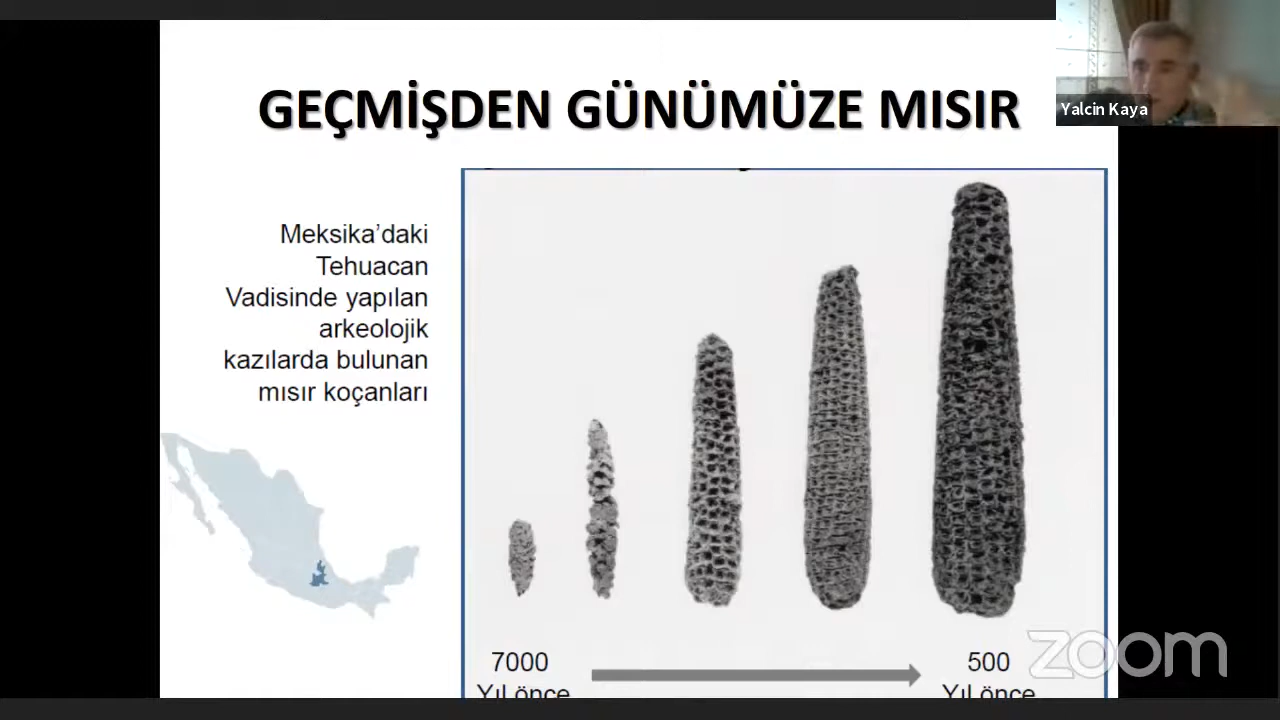 GEÇMİŞDEN GÜNÜMÜZE MISIR
Yalcin Kaya
Meksika'daki
Tehuacan
Vadisinde yapılan
arkeolojik
kazılarda bulunan
mısır koçanları
7000
Yıl önce
500
Yıl önce
zoom